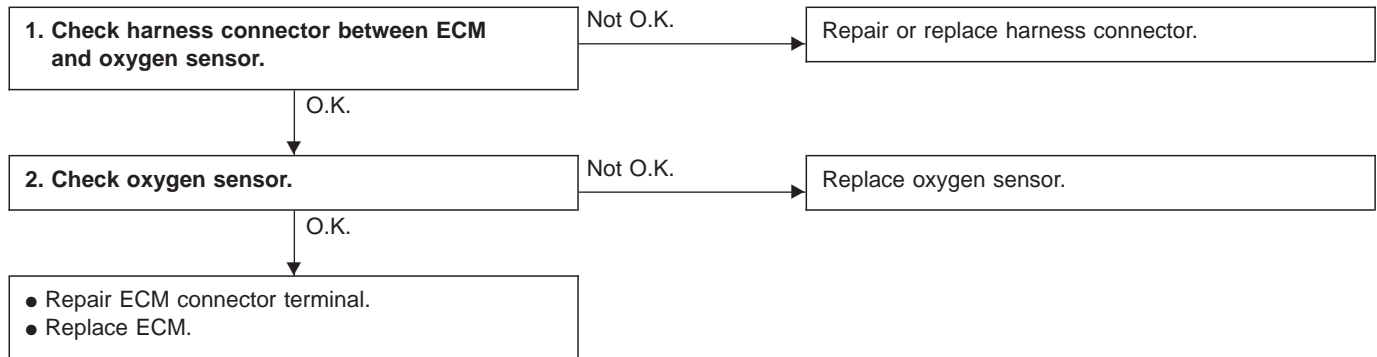 1. Check harness connector between ECM
and oxygen sensor.
Not O.K.
Repair or replace harness connector.
O.K.
2. Check oxygen sensor.
Not O.K.
Replace oxygen sensor.
O.K.
● Repair ECM connector terminal.
● Replace ECM.